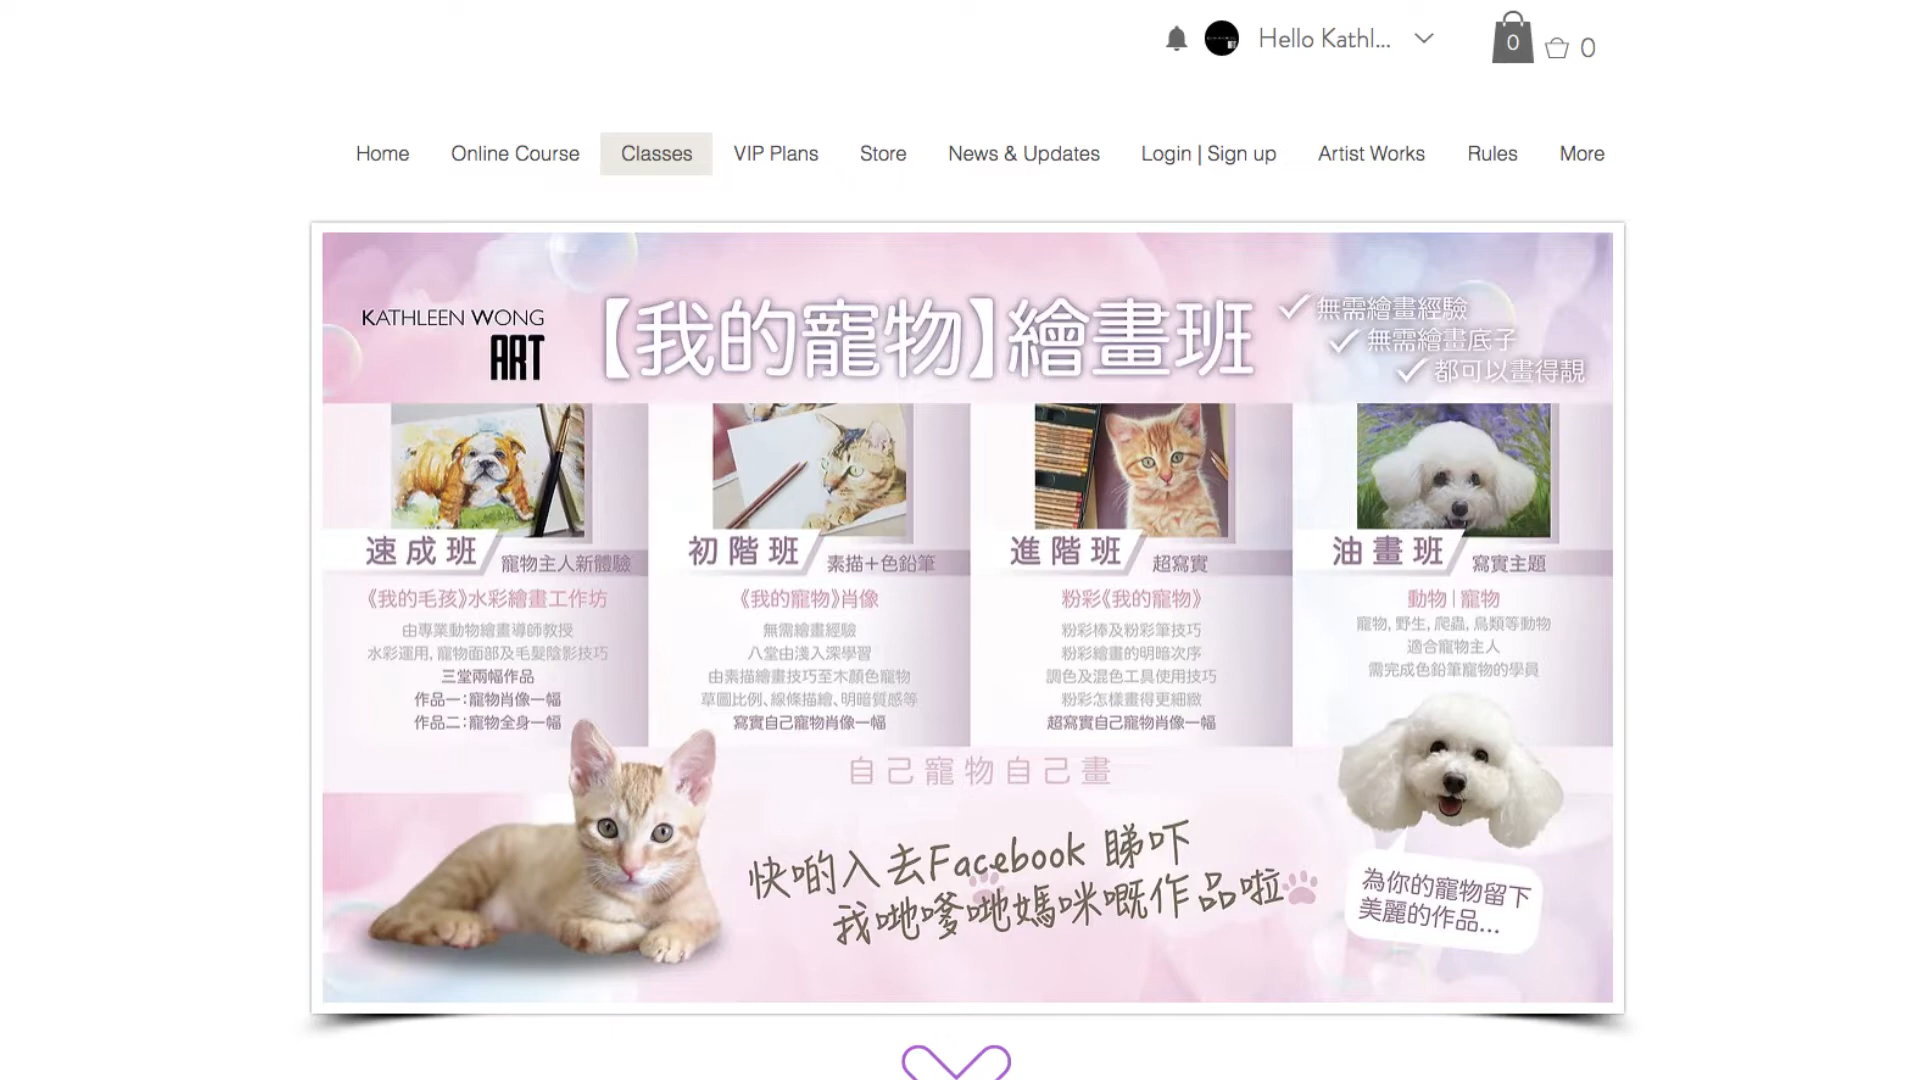 Hello Kathl...
0
0
Home
Online Course
Classes
VIP Plans
Store
News & Updates
Login | Sign up
Artist Works
Rules
More
KATHLEEN WONG
ART
【我的寵物】繪畫班
無需繪畫經驗
無需繪畫底子
都可以畫得靚
速成班
寵物主人新體驗
《我的毛孩》水彩繪畫工作坊
由專業動物繪畫導師教授
水彩運用, 寵物面部及毛髮陰影技巧
三堂兩幅作品
作品一：寵物肖像一幅
作品二：寵物全身一幅
初階班
素描+色鉛筆
《我的寵物》肖像
無需繪畫經驗
八堂由淺入深學習
由素描繪畫技巧至木顏色寵物
草圖比例、線條描繪、明暗質感等
寫實自己寵物肖像一幅
進階班
超寫實
粉彩《我的寵物》
粉彩棒及粉彩筆技巧
粉彩繪畫的明暗次序
調色及混色工具使用技巧
粉彩怎樣畫得更細緻
超寫實自己寵物肖像一幅
油畫班
寫實主題
動物 | 寵物
寵物, 野生, 爬蟲, 鳥類等動物
適合寵物主人
需完成色鉛筆寵物的學員
自己寵物自己畫
快啲入去Facebook 睇吓
我哋嗲哋媽咪嘅作品啦
為你的寵物留下
美麗的作品...